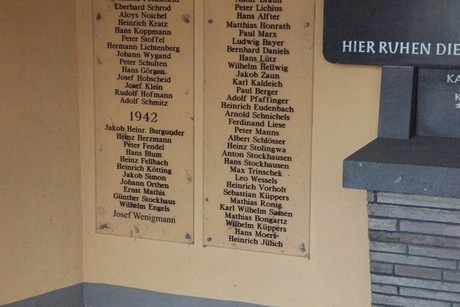 Eberhard Schrod
Aloys Noichel
Heinrich Kratz
Hans Koppmann
Peter Stoffel
Hermann Lichtenberg
Johann Wygand
Peter Schulten
Hans Görgen
Josef Holscheid
Josef Klein
Rudolf Hofmann
Adolf Schmitz
1942
Jakob Heinr. Burgunder
Heinz Herzmann
Peter Fendel
Hans Blum
Heinz Fellbach
Heinrich Kötting
Jakob Simon
Johann Orthen
Ernst Mathis
Günther Stockhaus
Wilhelm Engels
Josef Wenigmann
Adolf Braun
Peter Lichius
Hans Alfter
Matthias Honrath
Paul Marx
Ludwig Bayer
Bernhard Daniels
Hans Lütz
Wilhelm Hellwig
Jakob Zaun
Karl Kaldeich
Paul Berger
Adolf Pfaffinger
Heinrich Eudenbach
Arnold Schnichels
Ferdinand Liese
Peter Manns
Albert Schlösser
Heinz Stolingwa
Anton Stockhausen
Hans Stockhausen
Max Trinschek
Leo Wessels
Heinrich Vorholt
Sebastian Küppers
Mathias Ronig
Karl Wilhelm Sassen
Mathias Bongartz
Wilhelm Küppers
Hans Moers
Heinrich Jülich
HIER RUHEN DIE
KA